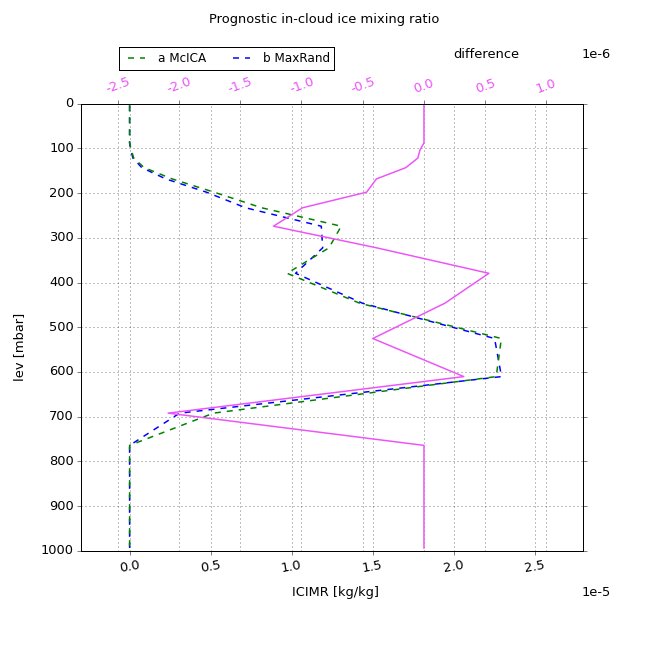 Prognostic in-cloud ice mixing ratio
a McICA b MaxRand
difference 1e-6
-2.5 -2.0 -1.5 -1.0 -0.5 0.0 0.5 1.0
0
100
200
300
400
500
600
700
800
900
1000
lev [mbar]
0.0 0.5 1.0 1.5 2.0 2.5
ICIMR [kg/kg] 1e-5